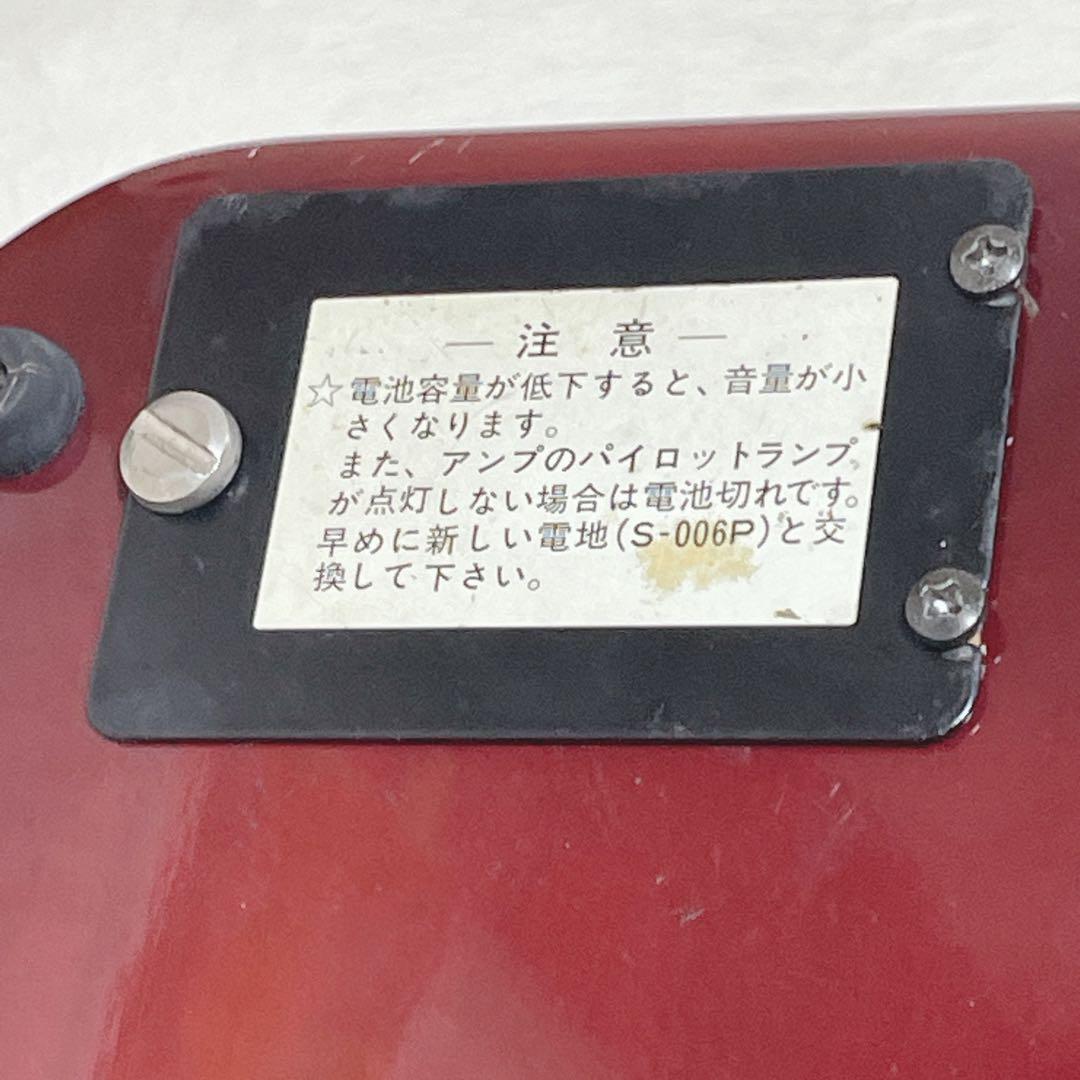 — 注 意 —
☆電池容量が低下すると、音量が小
さくなります。
また、アンプのパイロットランプ
が点灯しない場合は電池切れです。
早めに新しい電地(S-006P)と交
換して下さい。